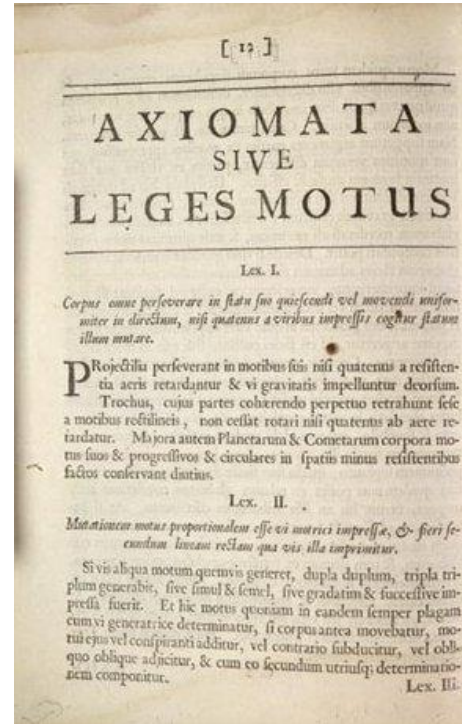 [ 12 ]
AXIOMATA
SIVE
LEGES MOTUS
Lex. I.
Corpus omne perſeverare in ſtatu ſuo quieſcendi vel movendi unifor-
miter in directum, niſi quatenus a viribus impreſſis cogitur ſtatum
illum mutare.
PRojectilia perſeverant in motibus ſuis niſi quatenus a reſiſten-
tia aeris retardantur & vi gravitatis impelluntur deorſum.
Trochus, cujus partes cohærendo perpetuo retrahunt ſeſe
a motibus rectilineis, non ceſſat rotari niſi quatenus ab aere re-
tardatur. Majora autem Planetarum & Cometarum corpora mo-
tus ſuos & progreſſivos & circulares in ſpatiis minus reſiſtentibus
factos conſervant diutius.
Lex. II.
Mutationem motus proportionalem eſſe vi motrici impreſſæ, & fieri ſe-
cundum lineam rectam qua vis illa imprimitur.
Si vis aliqua motum quemvis generet, dupla duplum, tripla tri-
plum generabit, ſive ſimul & ſemel, ſive gradatim & ſucceſſive im-
preſſa fuerit. Et hic motus quoniam in eandem ſemper plagam
cum vi generatrice determinatur, ſi corpus antea movebatur, mo-
tui ejus vel conſpiranti additur, vel contrario ſubducitur, vel obli-
quo oblique adjicitur, & cum eo ſecundum utriuſq; determinatio-
nem componitur.
Lex. III.